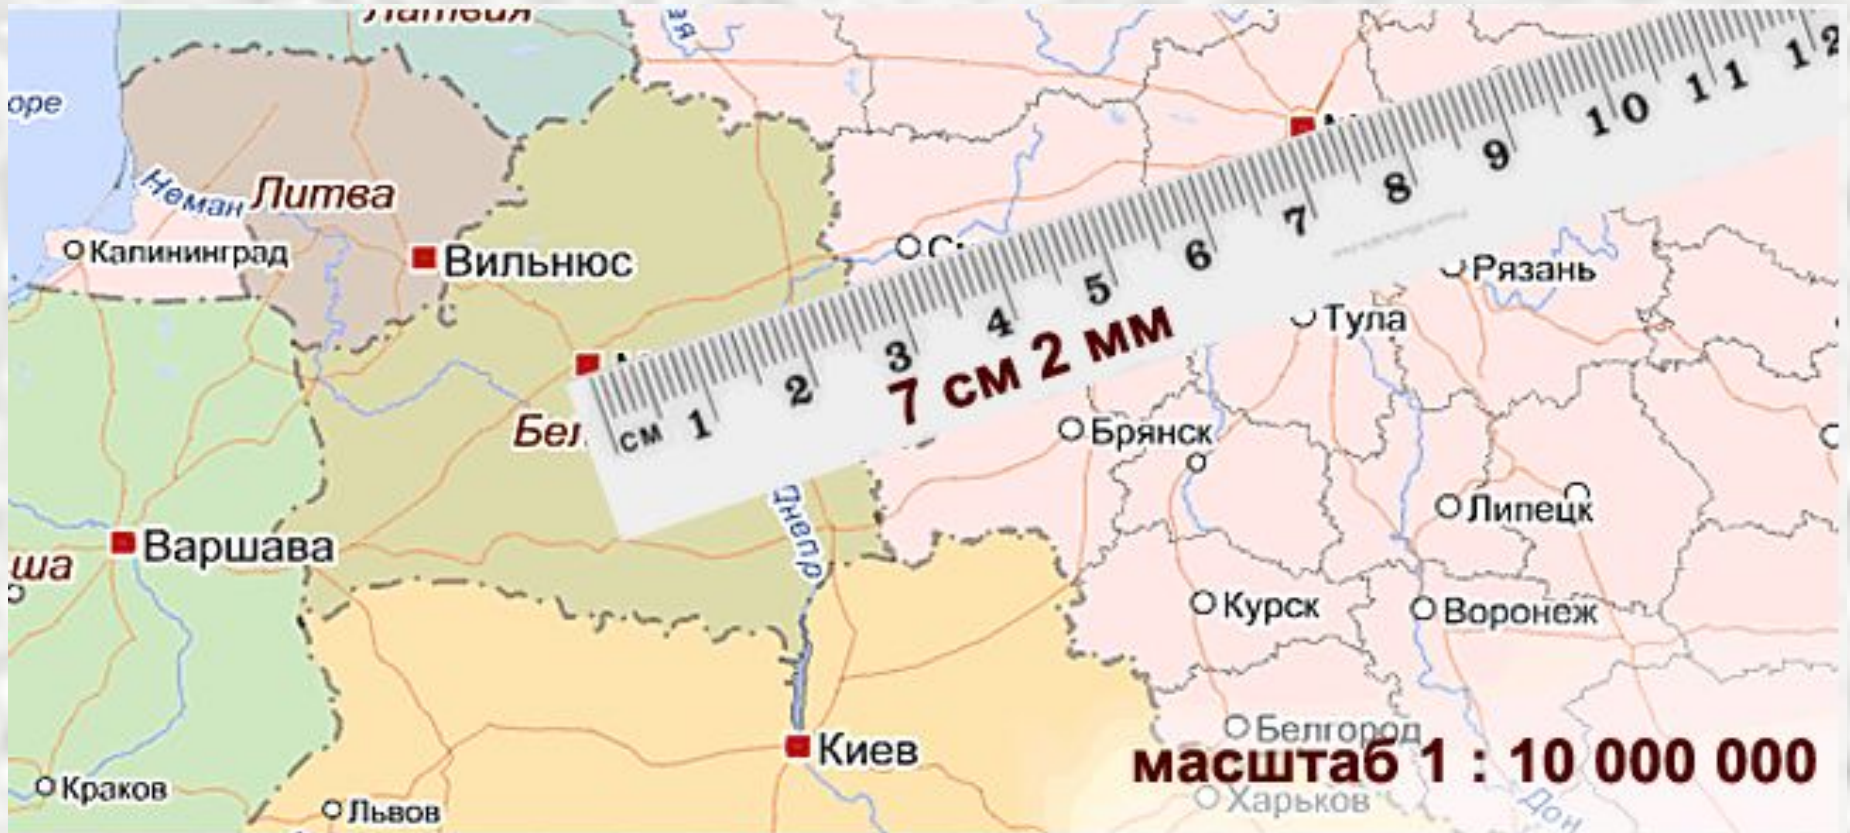 Латвия
оре
Неман
Литва
Калининград
Вильнюс
см 1 2 3 4 5 6 7 8 9 10 11 12
7 см 2 мм
Рязань
Тула
Брянск
Днепр
Липецк
Варшава
ша
Курск
Воронеж
Киев
Белгород
масштаб 1 : 10 000 000
Краков
Львов
Харьков
Дон